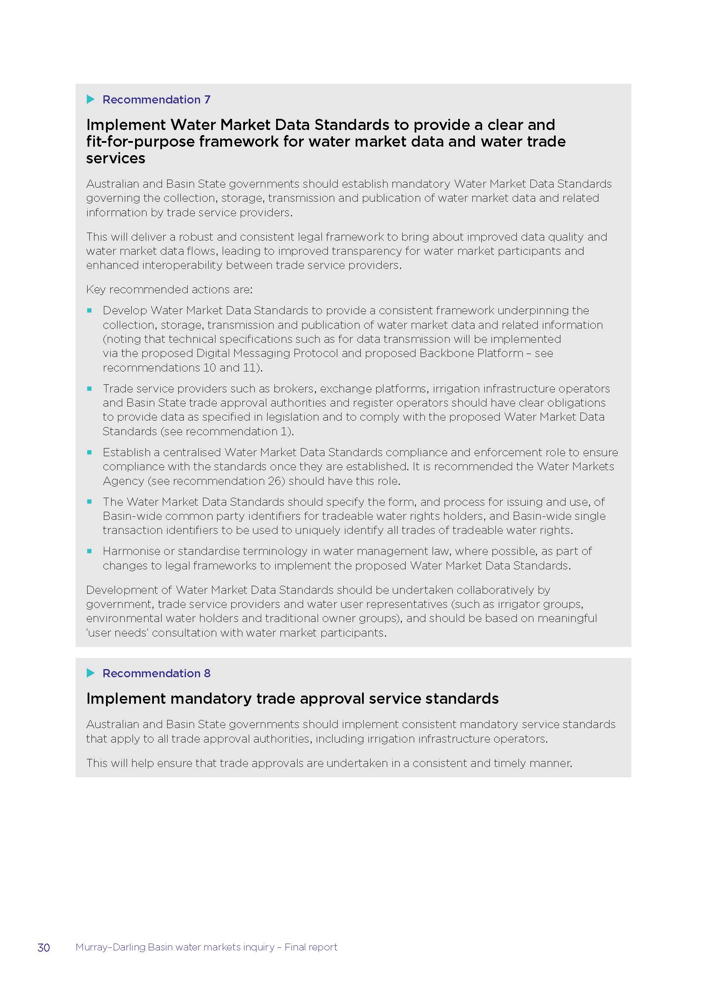 Recommendation 7
Implement Water Market Data Standards to provide a clear and
fit-for-purpose framework for water market data and water trade
services
Australian and Basin State governments should establish mandatory Water Market Data Standards
governing the collection, storage, transmission and publication of water market data and related
information by trade service providers.
This will deliver a robust and consistent legal framework to bring about improved data quality and
water market data flows, leading to improved transparency for water market participants and
enhanced interoperability between trade service providers.
Key recommended actions are:
Develop Water Market Data Standards to provide a consistent framework underpinning the
collection, storage, transmission and publication of water market data and related information
(noting that technical specifications such as for data transmission will be implemented
via the proposed Digital Messaging Protocol and proposed Backbone Platform – see
recommendations 10 and 11).
Trade service providers such as brokers, exchange platforms, irrigation infrastructure operators
and Basin State trade approval authorities and register operators should have clear obligations
to provide data as specified in legislation and to comply with the proposed Water Market Data
Standards (see recommendation 1).
Establish a centralised Water Market Data Standards compliance and enforcement role to ensure
compliance with the standards once they are established. It is recommended the Water Markets
Agency (see recommendation 26) should have this role.
The Water Market Data Standards should specify the form, and process for issuing and use, of
Basin-wide common party identifiers for tradeable water rights holders, and Basin-wide single
transaction identifiers to be used to uniquely identify all trades of tradeable water rights.
Harmonise or standardise terminology in water management law, where possible, as part of
changes to legal frameworks to implement the proposed Water Market Data Standards.
Development of Water Market Data Standards should be undertaken collaboratively by
government, trade service providers and water user representatives (such as irrigator groups,
environmental water holders and traditional owner groups), and should be based on meaningful
‘user needs’ consultation with water market participants.
Recommendation 8
Implement mandatory trade approval service standards
Australian and Basin State governments should implement consistent mandatory service standards
that apply to all trade approval authorities, including irrigation infrastructure operators.
This will help ensure that trade approvals are undertaken in a consistent and timely manner.
30 Murray–Darling Basin water markets inquiry – Final report